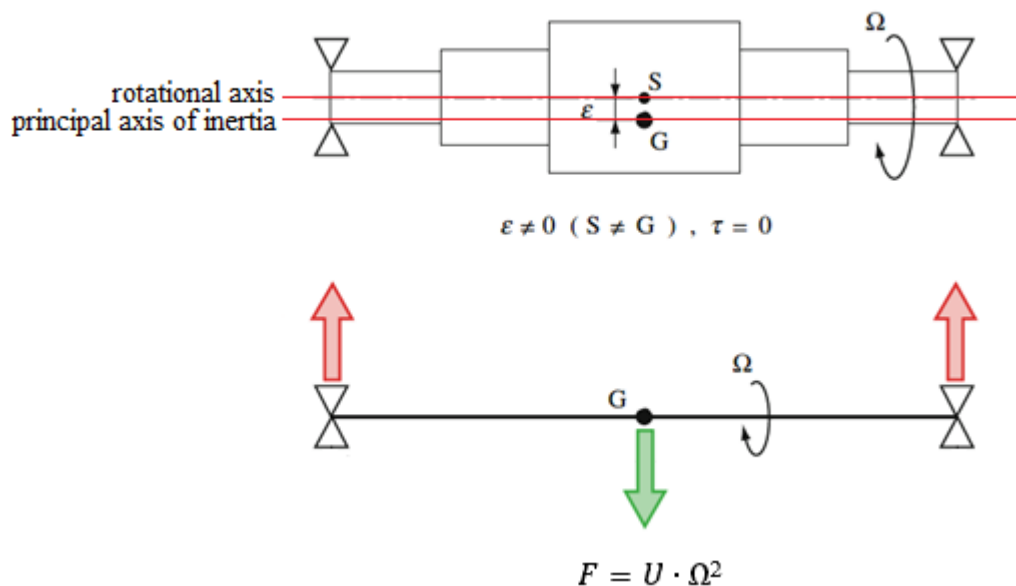 Ω
S
rotational axis
ε
principal axis of inertia
G
ε ≠ 0 ( S ≠ G ) , τ = 0
Ω
G
F = U · Ω²